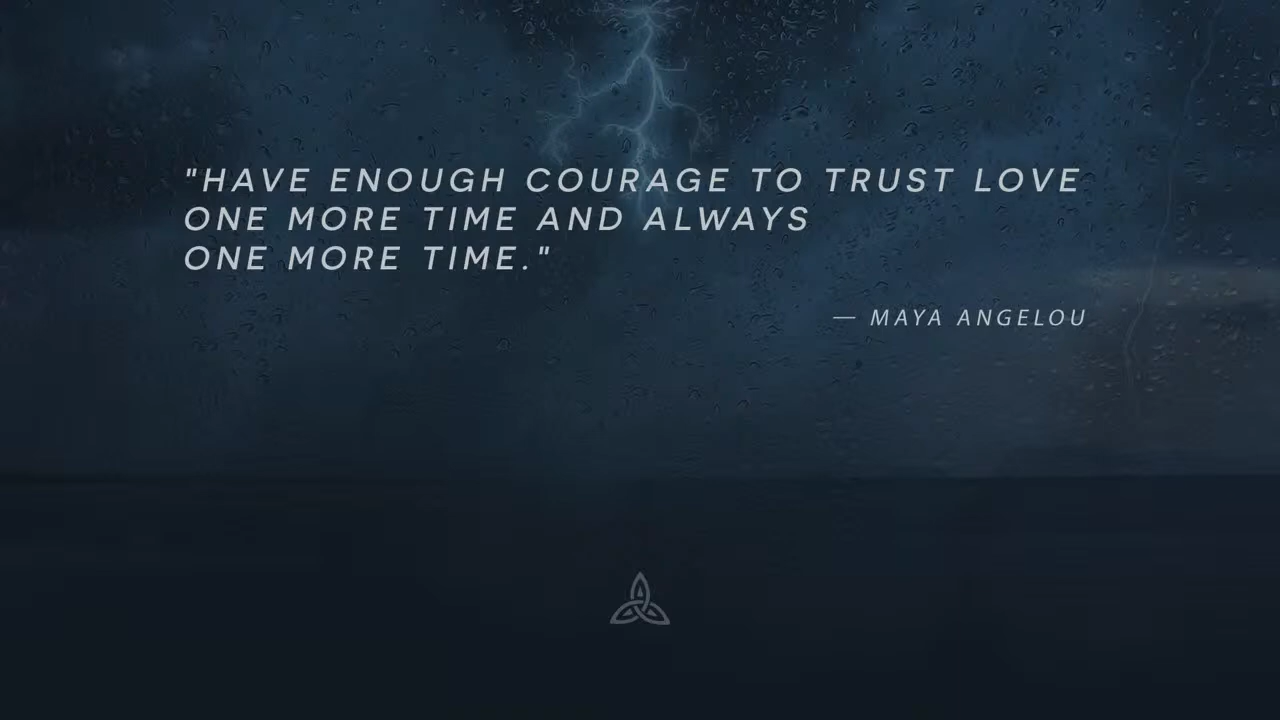 "HAVE ENOUGH COURAGE TO TRUST LOVE
ONE MORE TIME AND ALWAYS
ONE MORE TIME."
— MAYA ANGELOU